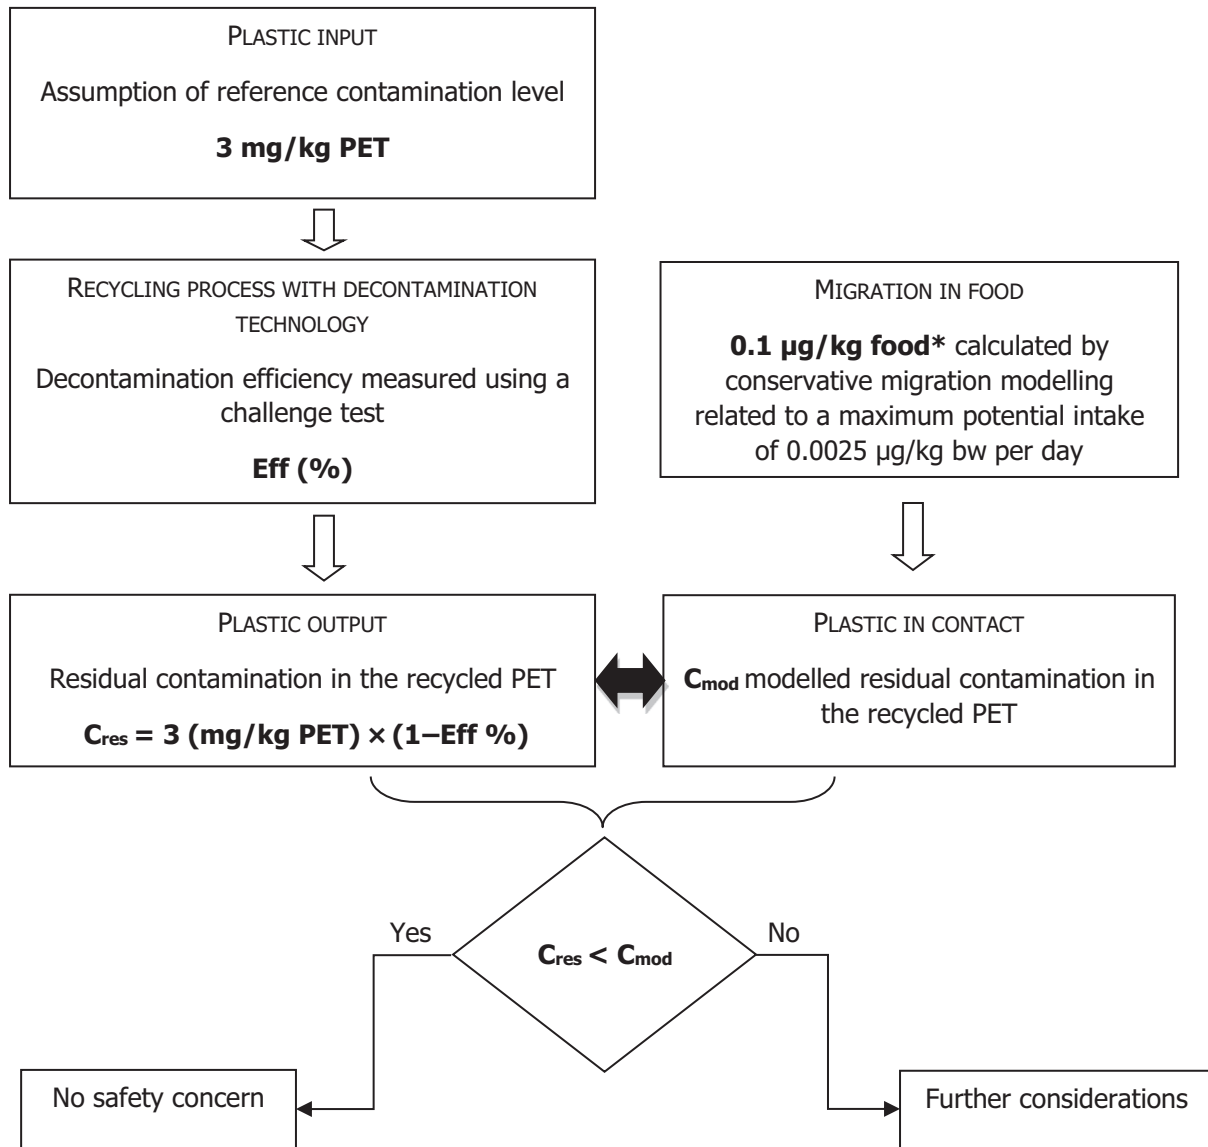 PLASTIC INPUT
Assumption of reference contamination level
3 mg/kg PET
RECYCLING PROCESS WITH DECONTAMINATION
TECHNOLOGY
Decontamination efficiency measured using a
challenge test
Eff (%)
MIGRATION IN FOOD
0.1 µg/kg food* calculated by
conservative migration modelling
related to a maximum potential intake
of 0.0025 µg/kg bw per day
PLASTIC OUTPUT
Residual contamination in the recycled PET
Cres = 3 (mg/kg PET) × (1–Eff %)
PLASTIC IN CONTACT
Cmod modelled residual contamination in
the recycled PET
Yes
Cres < Cmod
No
No safety concern
Further considerations